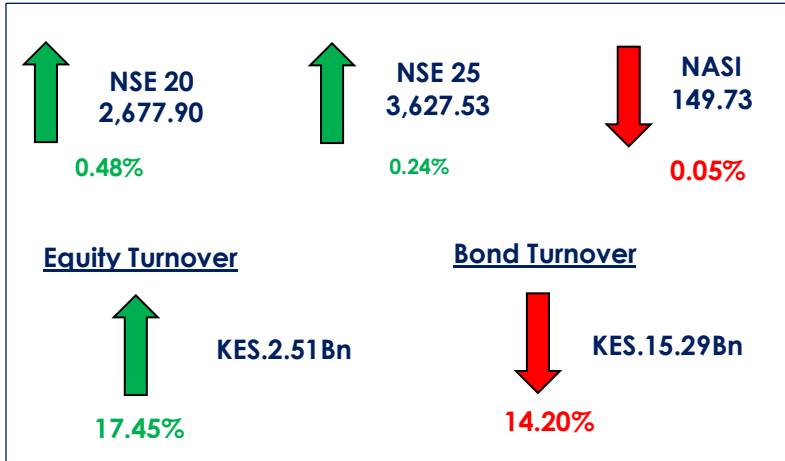 NSE 20
2,677.90
0.48%
NSE 25
3,627.53
0.24%
NASI
149.73
0.05%
Equity Turnover
KES.2.51Bn
17.45%
Bond Turnover
KES.15.29Bn
14.20%